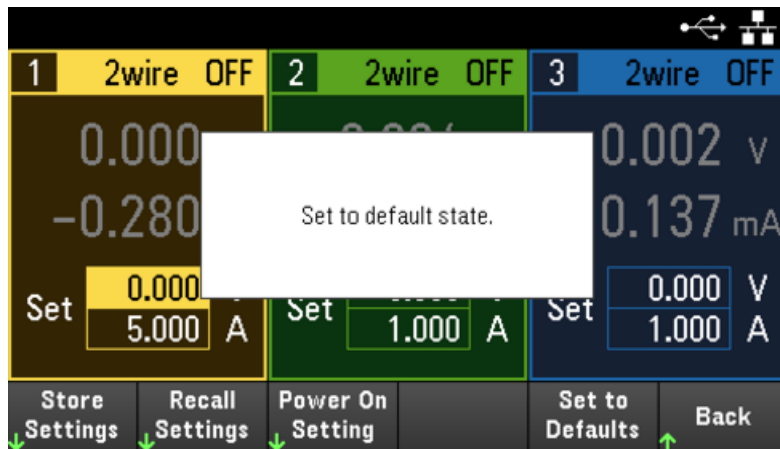 1 2wire OFF 2 2wire OFF 3 2wire OFF
0.000 0.002 V
-0.280 0.137 mA
Set to default state.
Set 0.000 Set 0.000 V
5.000 A 1.000 A 1.000 A
Store Settings Recall Settings Power On Setting Set to Defaults Back